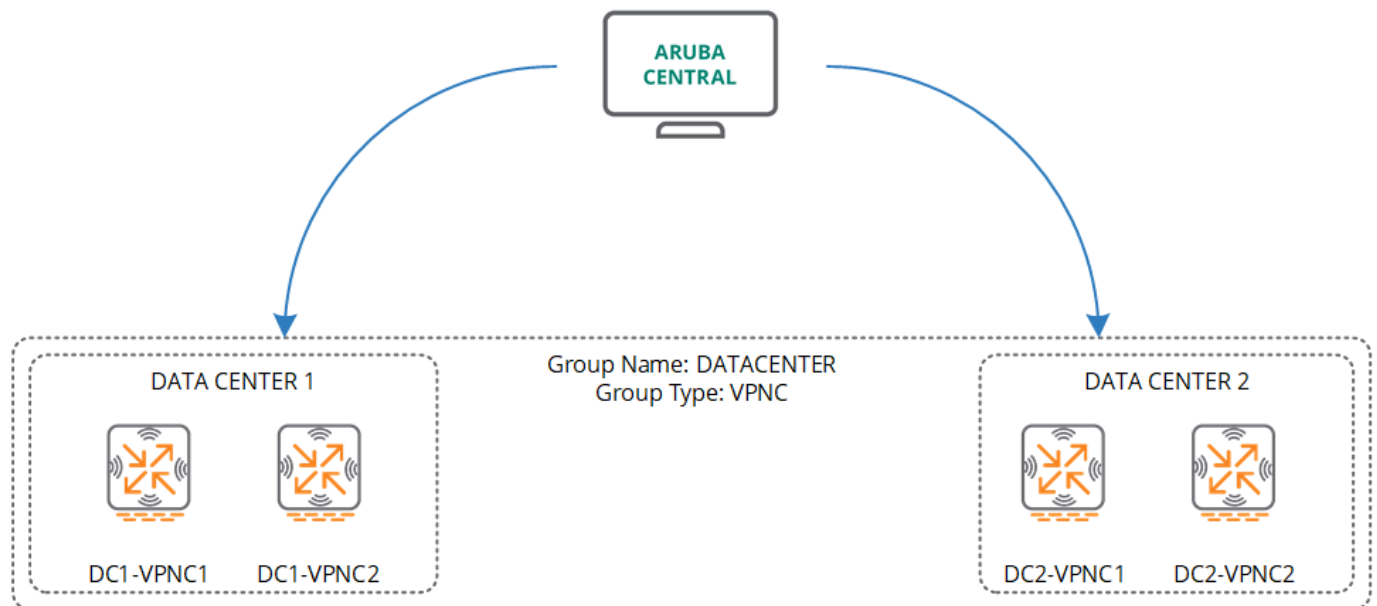 ARUBA
CENTRAL
Group Name: DATACENTER
Group Type: VPNC
DATA CENTER 1
DC1-VPNC1
DC1-VPNC2
DATA CENTER 2
DC2-VPNC1
DC2-VPNC2